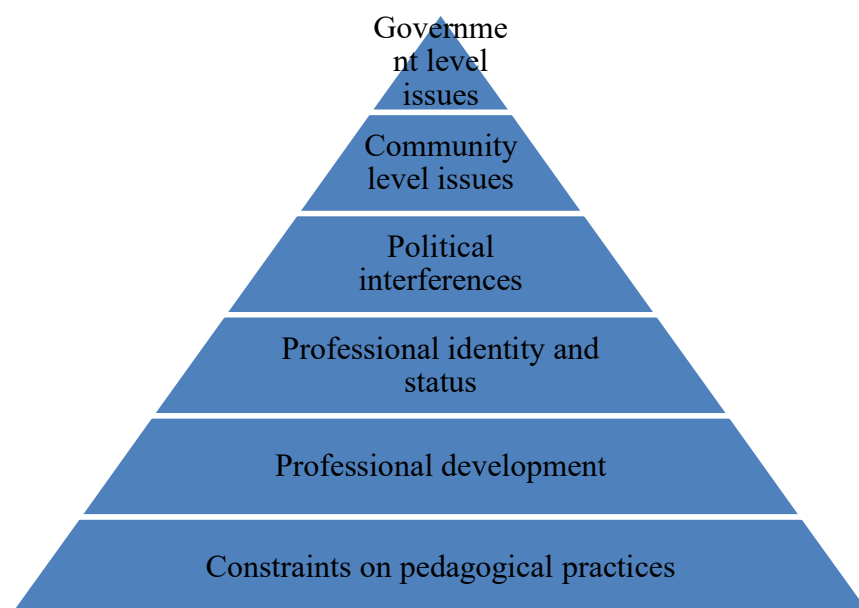 Governme
nt level
issues
Community
level issues
Political
interferences
Professional identity and
status
Professional development
Constraints on pedagogical practices